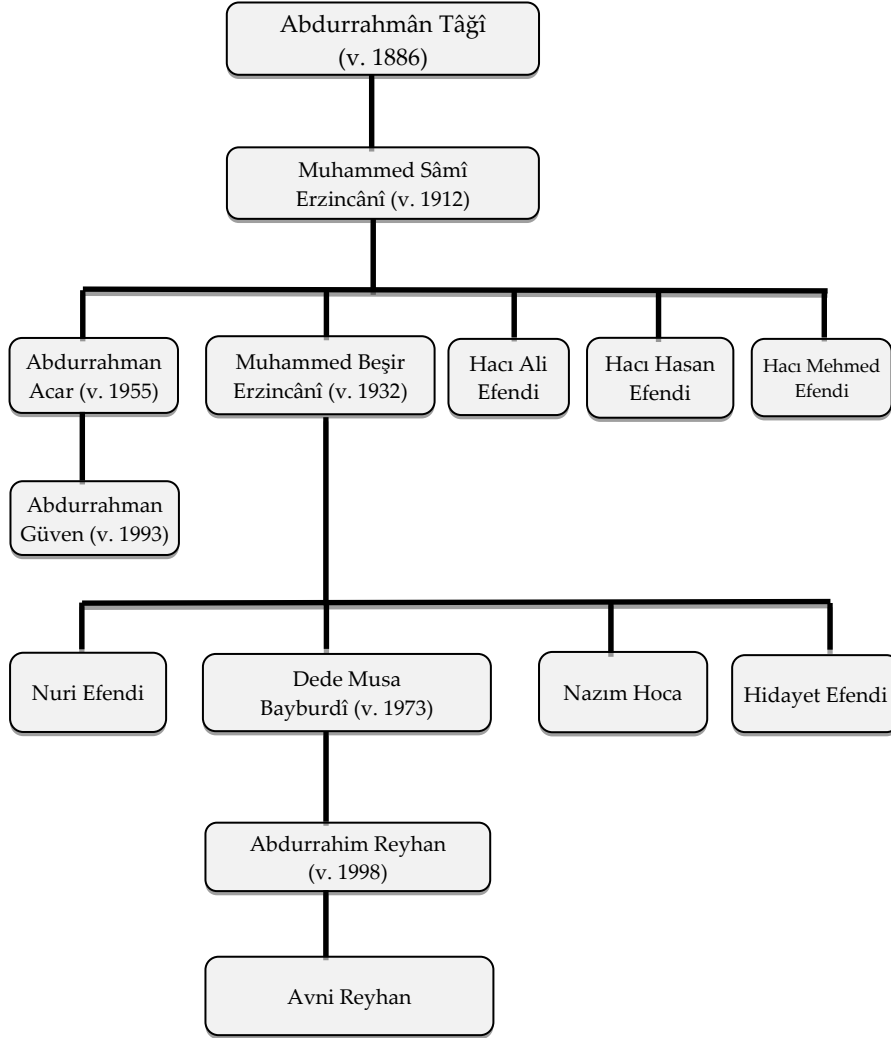 Abdurrahmân Tâğî
(v. 1886)
Muhammed Sâmî
Erzincânî (v. 1912)
Abdurrahman
Acar (v. 1955)
Muhammed Beşir
Erzincânî (v. 1932)
Hacı Ali
Efendi
Hacı Hasan
Efendi
Hacı Mehmed
Efendi
Abdurrahman
Güven (v. 1993)
Nuri Efendi
Dede Musa
Bayburdî (v. 1973)
Nazım Hoca
Hidayet Efendi
Abdurrahim Reyhan
(v. 1998)
Avni Reyhan